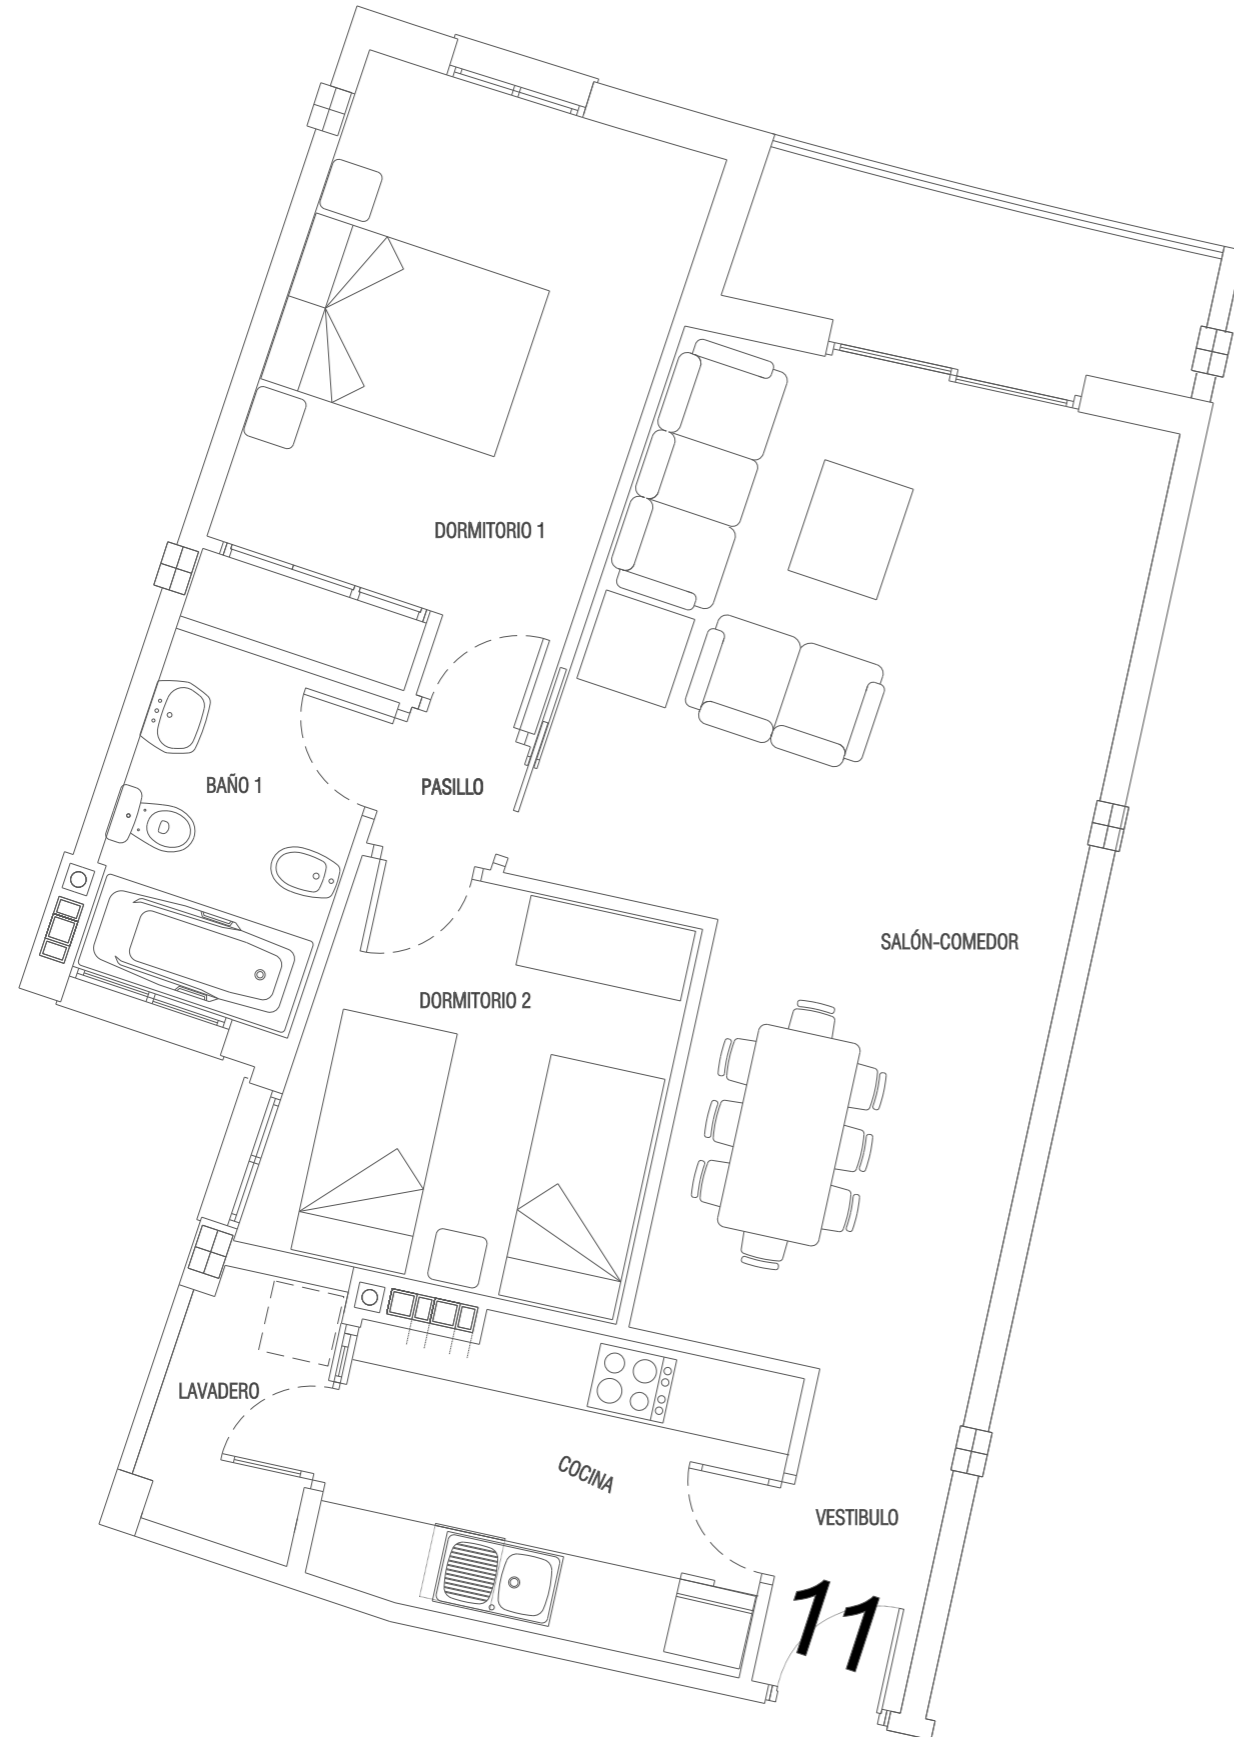 DORMITORIO 1
BAÑO 1
PASILLO
SALÓN-COMEDOR
DORMITORIO 2
LAVADERO
COCINA
VESTIBULO
11